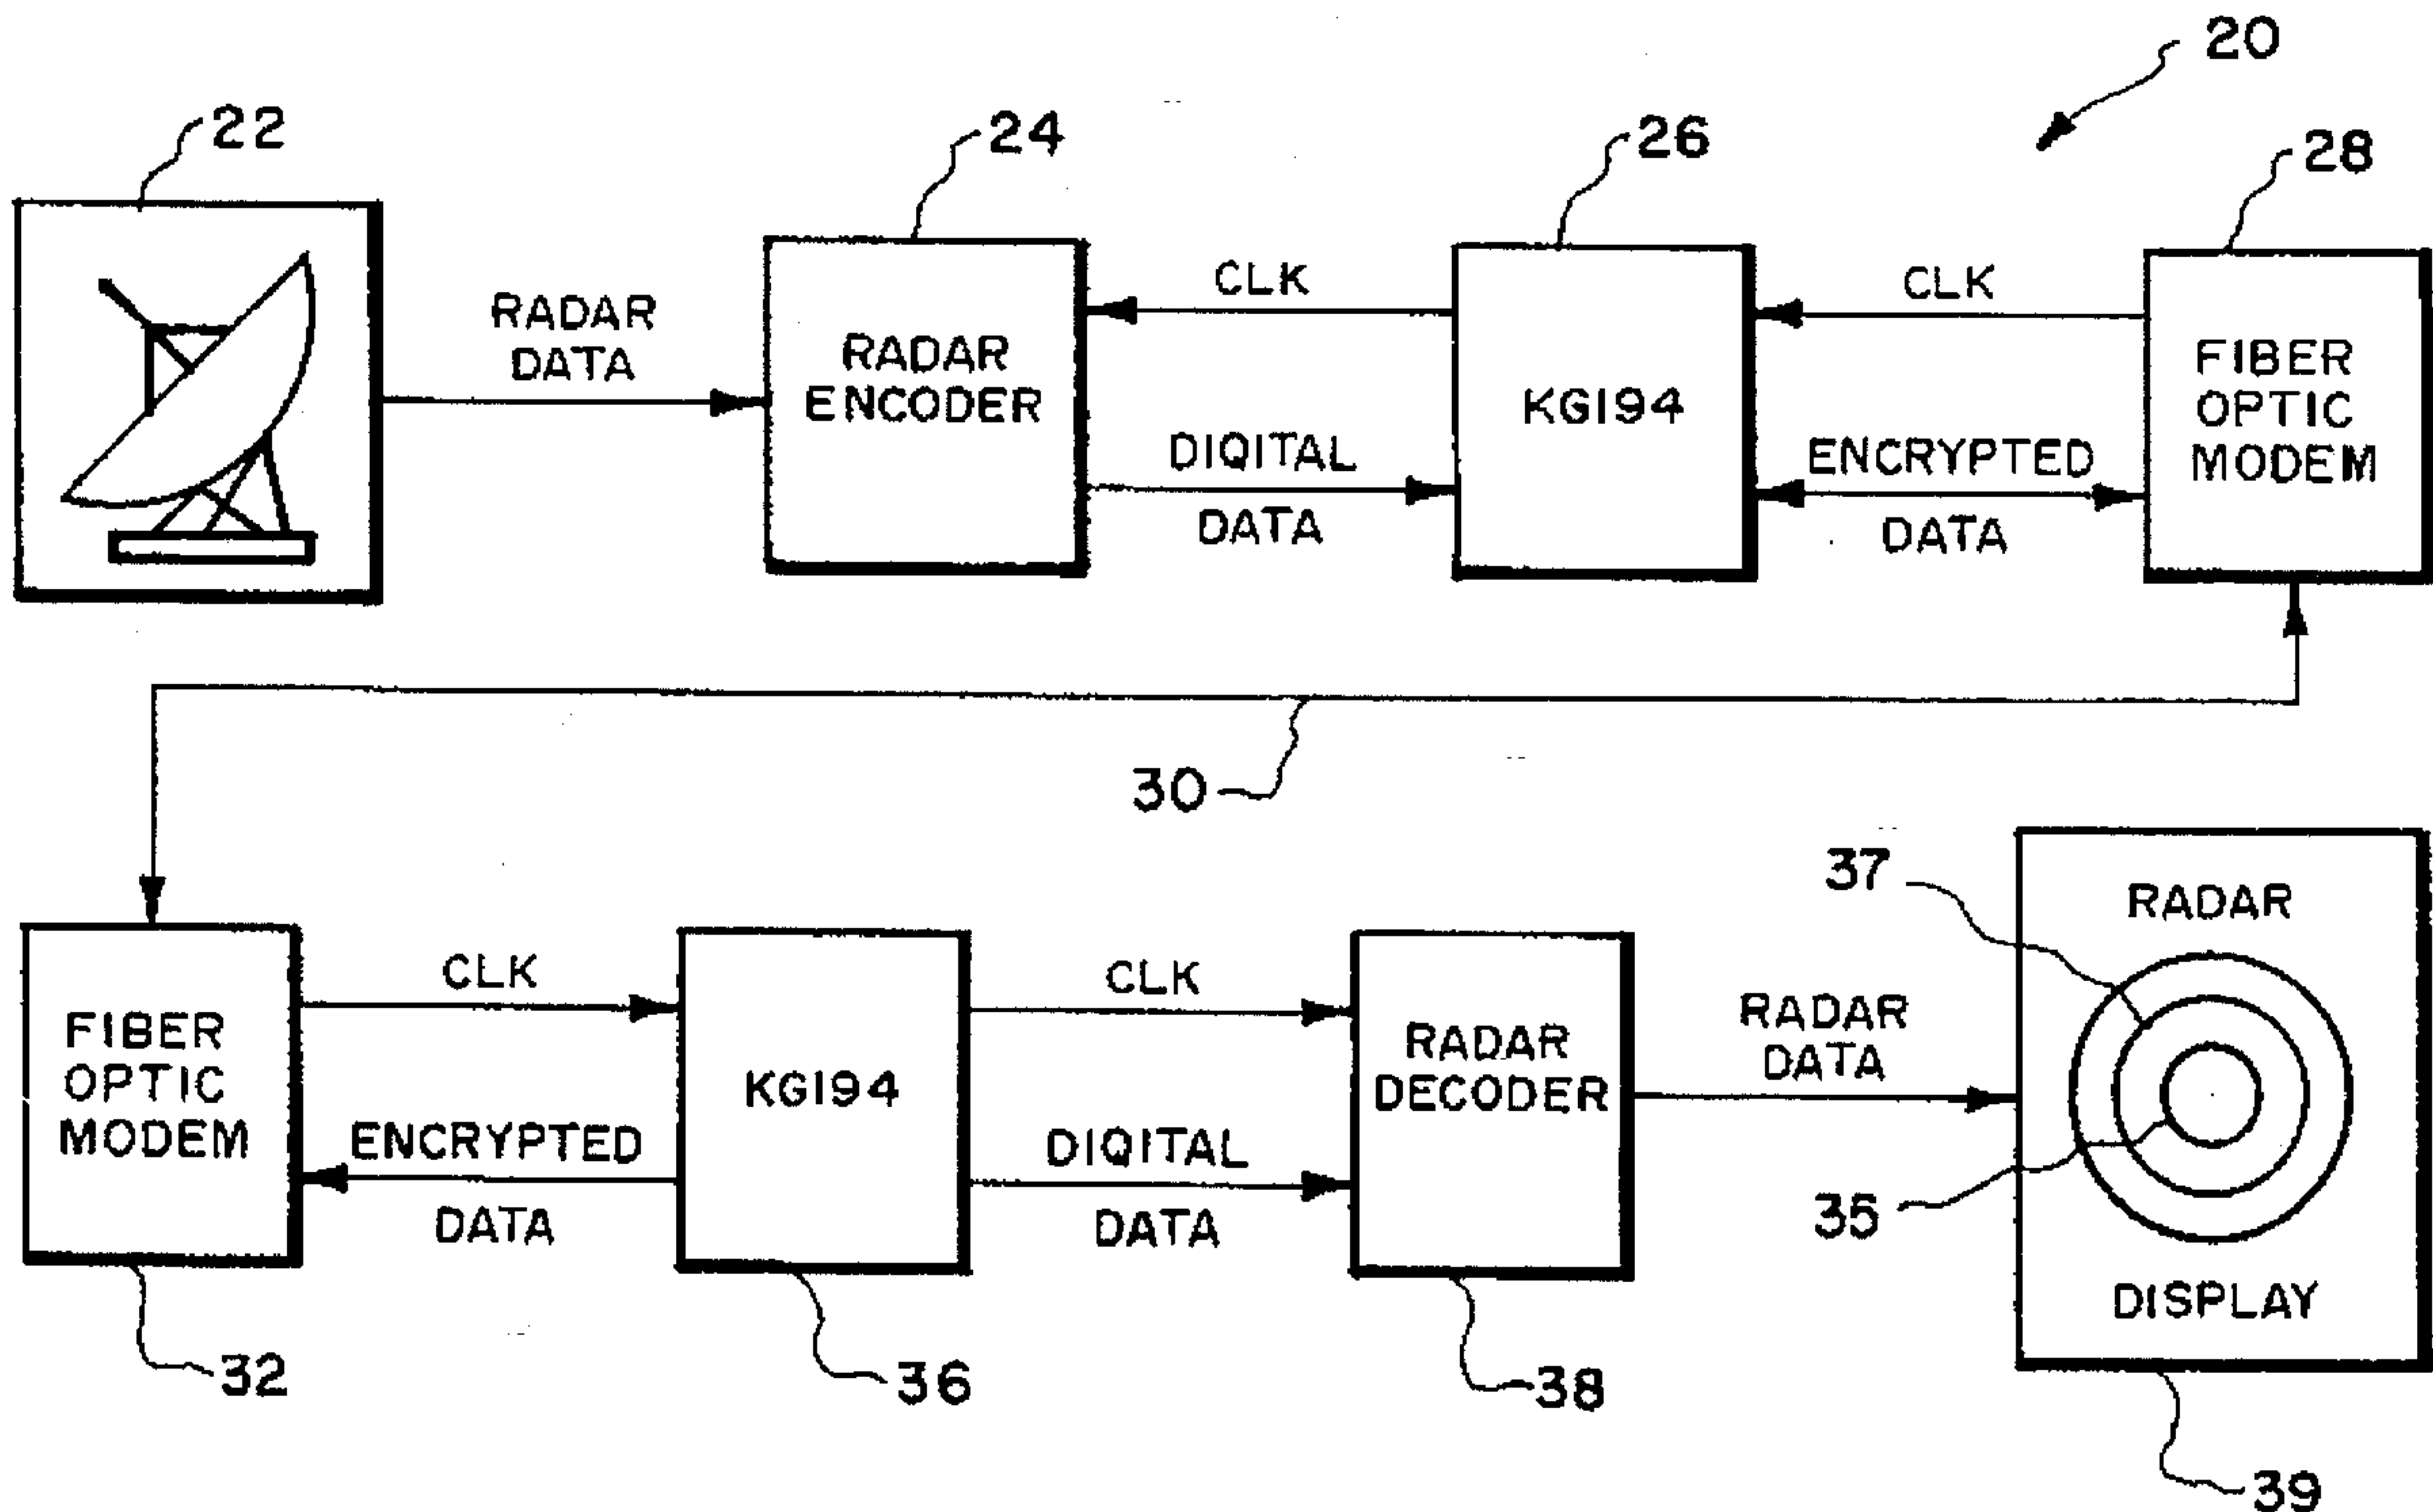 20
22
24
26
28
RADAR
DATA
RADAR
ENCODER
CLK
DIQITAL
DATA
KG194
CLK
ENCRYPTED
DATA
FIBER
OPTIC
MODEM
30
FIBER
OPTIC
MODEM
CLK
ENCRYPTED
DATA
KG194
CLK
DIQITAL
DATA
RADAR
DECODER
RADAR
DATA
37
35
RADAR
DISPLAY
32
36
38
39